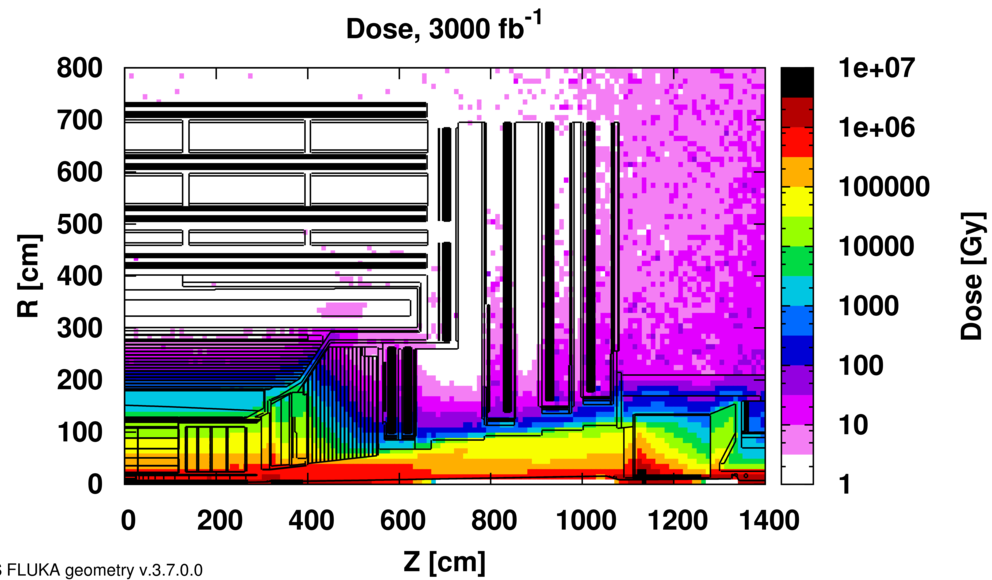 Dose, 3000 fb-1
800
700
600
500
400
300
200
100
0
R [cm]
0 200 400 600 800 1000 1200 1400
Z [cm]
1e+07
1e+06
100000
10000
1000
100
10
1
Dose [Gy]
S FLUKA geometry v.3.7.0.0